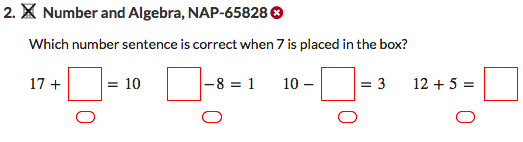 2. Number and Algebra, NAP-65828
Which number sentence is correct when 7 is placed in the box?
17 + = 10 −8 = 1 10 − = 3 12 + 5 =